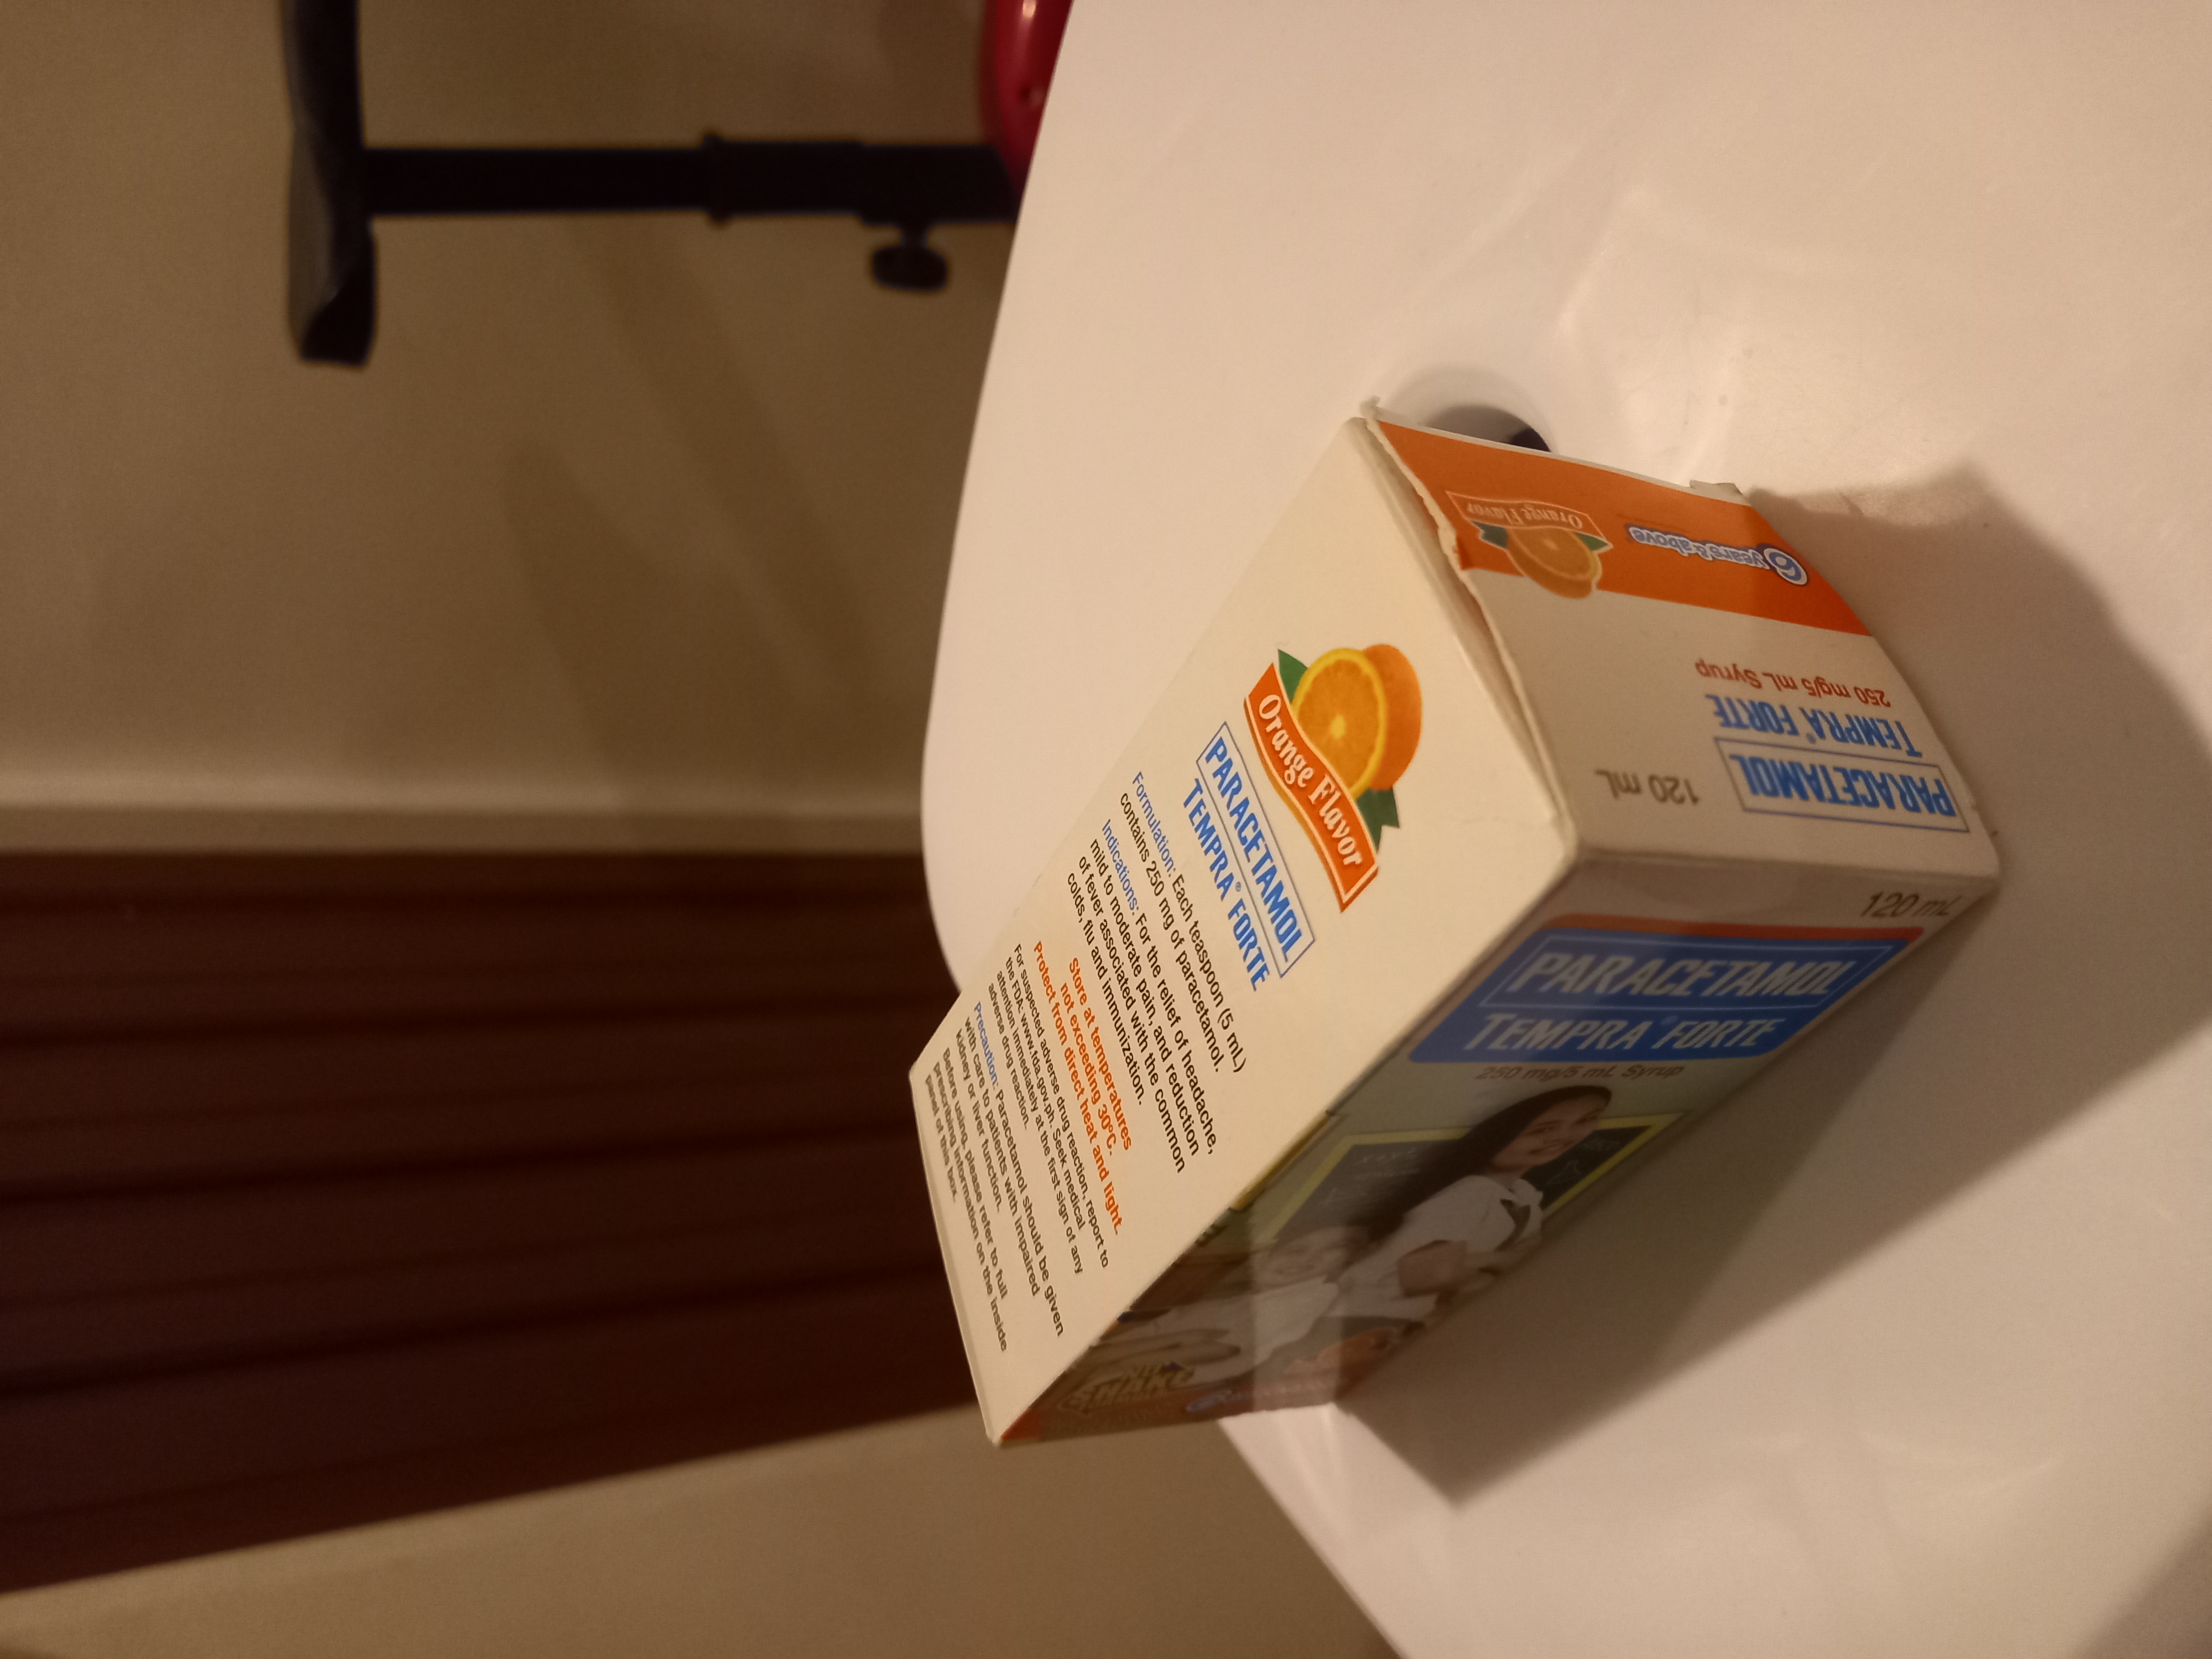 Orange Flavor
PARACETAMOL
TEMPRA® FORTE
Formulation: Each teaspoon (5 mL)
contains 250 mg of paracetamol.
Indications: For the relief of headache,
mild to moderate pain, and reduction
of fever associated with the common
colds, flu and immunization.
Store at temperatures
not exceeding 30°C.
Protect from direct heat and light.
For suspected adverse drug reaction, report to
the FDA: www.fda.gov.ph. Seek medical
attention immediately at the first sign of any
adverse drug reaction.
Precaution: Paracetamol should be given
with care to patients with impaired
kidney or liver function.
Before using, please refer to full
prescribing information on the inside
panel of this box.
120 mL
PARACETAMOL
TEMPRA® FORTE
250 mg/5 mL Syrup
120 mL
PARACETAMOL
TEMPRA® FORTE
250 mg/5 mL Syrup
Orange Flavor
6 years & above